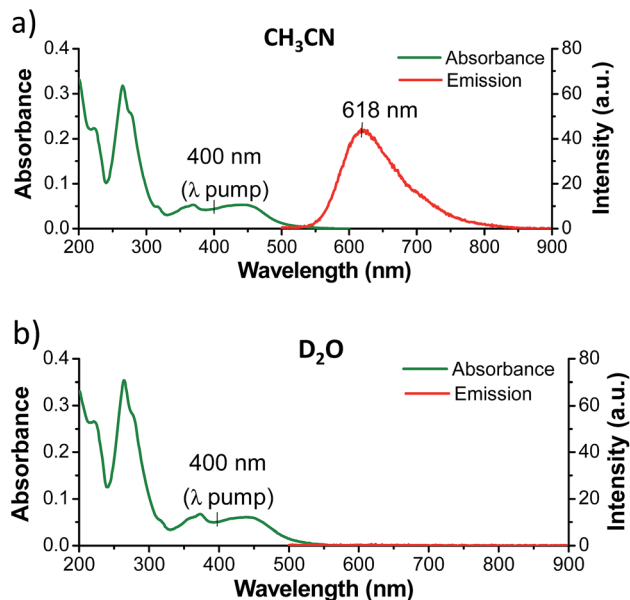 a)
CH₃CN
Absorbance
Emission
618 nm
400 nm
(λ pump)
0.4
0.3
0.2
0.1
0.0
Absorbance
80
60
40
20
0
Intensity (a.u.)
200 300 400 500 600 700 800 900
Wavelength (nm)
b)
D₂O
Absorbance
Emission
400 nm
(λ pump)
0.4
0.3
0.2
0.1
0.0
Absorbance
80
60
40
20
0
Intensity (a.u.)
200 300 400 500 600 700 800 900
Wavelength (nm)